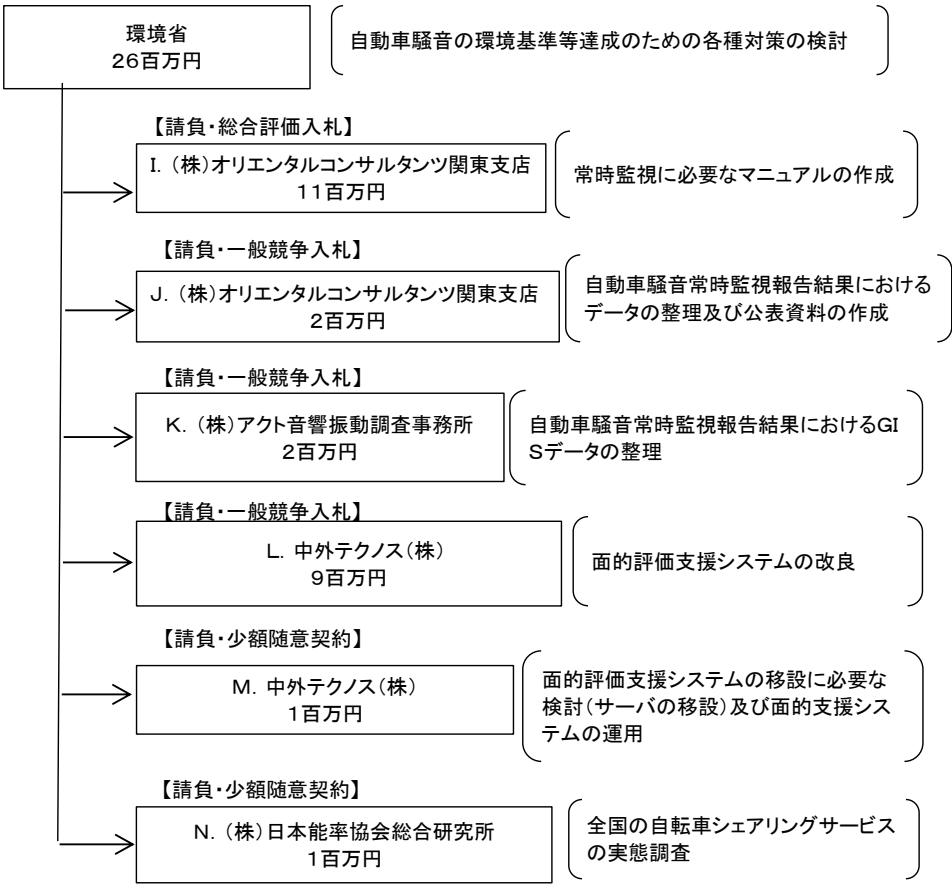 環境省
26百万円
自動車騒音の環境基準等達成のための各種対策の検討
【請負・総合評価入札】
I. (株)オリエンタルコンサルタンツ関東支店
11百万円
常時監視に必要なマニュアルの作成
【請負・一般競争入札】
J. (株)オリエンタルコンサルタンツ関東支店
2百万円
自動車騒音常時監視報告結果における
データの整理及び公表資料の作成
【請負・一般競争入札】
K. (株)アクト音響振動調査事務所
2百万円
自動車騒音常時監視報告結果におけるGI
Sデータの整理
【請負・一般競争入札】
L. 中外テクノス(株)
9百万円
面的評価支援システムの改良
【請負・少額随意契約】
M. 中外テクノス(株)
1百万円
面的評価支援システムの移設に必要な
検討(サーバの移設)及び面的支援シス
テムの運用
【請負・少額随意契約】
N. (株)日本能率協会総合研究所
1百万円
全国の自転車シェアリングサービス
の実態調査